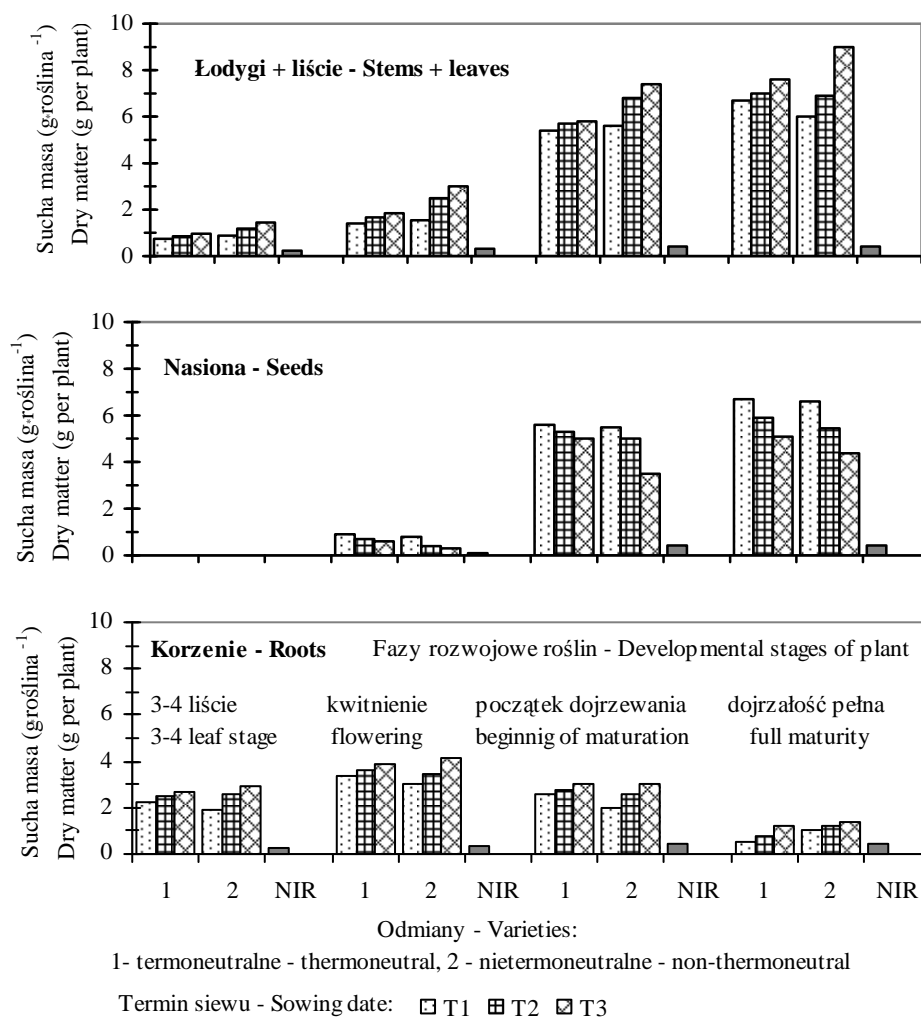 10
8
6
4
2
0
Sucha masa (g·roślina -1)
Dry matter (g per plant)
Łodygi + liście - Stems + leaves
10
8
6
4
2
0
Sucha masa (g·roślina -1)
Dry matter (g per plant)
Nasiona - Seeds
10
8
6
4
2
0
Sucha masa (g·roślina -1)
Dry matter (g per plant)
Korzenie - Roots Fazy rozwojowe roślin - Developmental stages of plant
3-4 liście kwitnienie początek dojrzewania dojrzałość pełna
3-4 leaf stage flowering beginnig of maturation full maturity
1 2 NIR 1 2 NIR 1 2 NIR 1 2 NIR
Odmiany - Varieties:
1- termoneutralne - thermoneutral, 2 - nietermoneutralne - non-thermoneutral
Termin siewu - Sowing date: T1 T2 T3